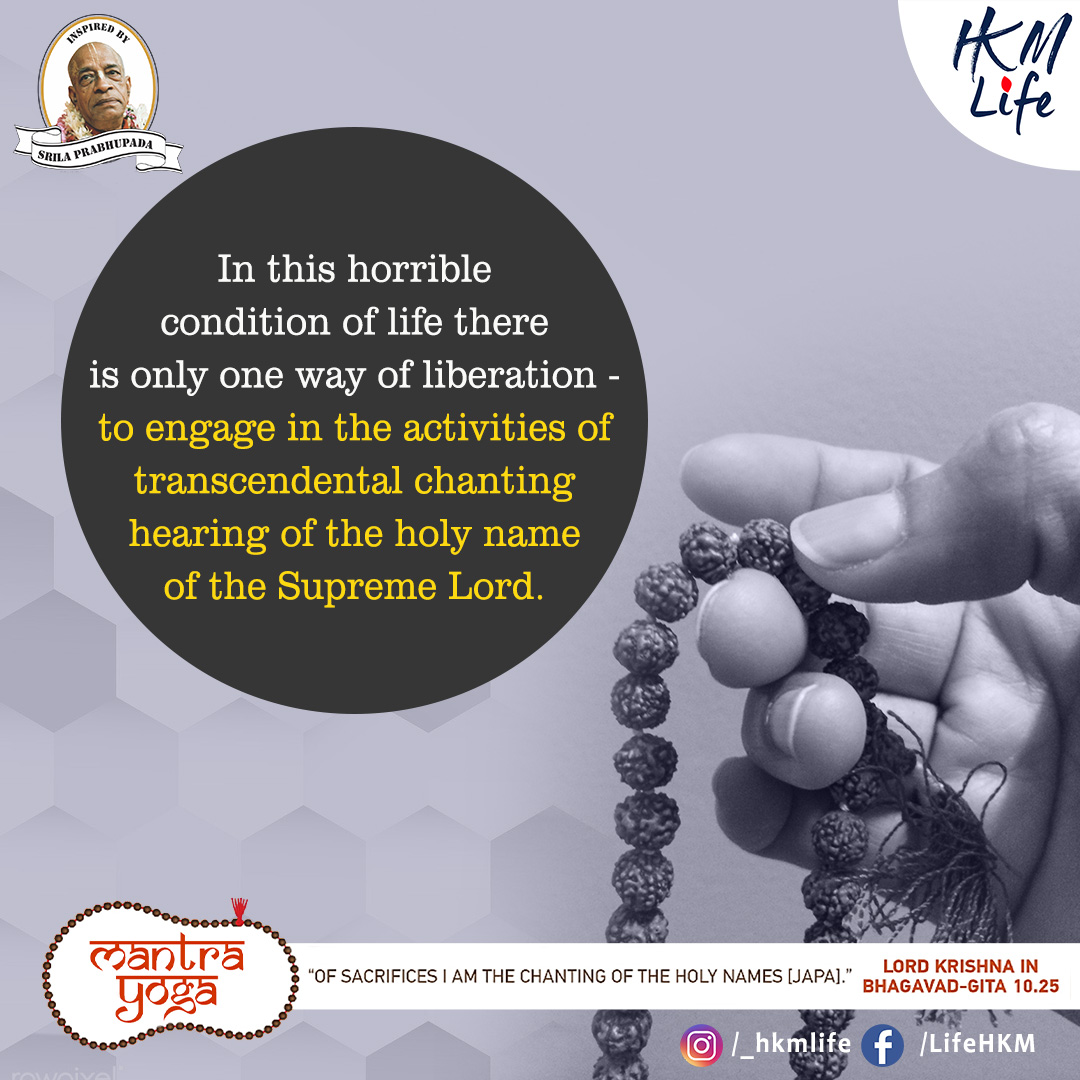 INSPIRED BY
SRILA PRABHUPADA
HKM
Life
In this horrible
condition of life there
is only one way of liberation -
to engage in the activities of
transcendental chanting
hearing of the holy name
of the Supreme Lord.
mantra
yoga
“OF SACRIFICES I AM THE CHANTING OF THE HOLY NAMES [JAPA].”
LORD KRISHNA IN
BHAGAVAD-GITA 10.25
/_hkmlife
/LifeHKM
rawpixel